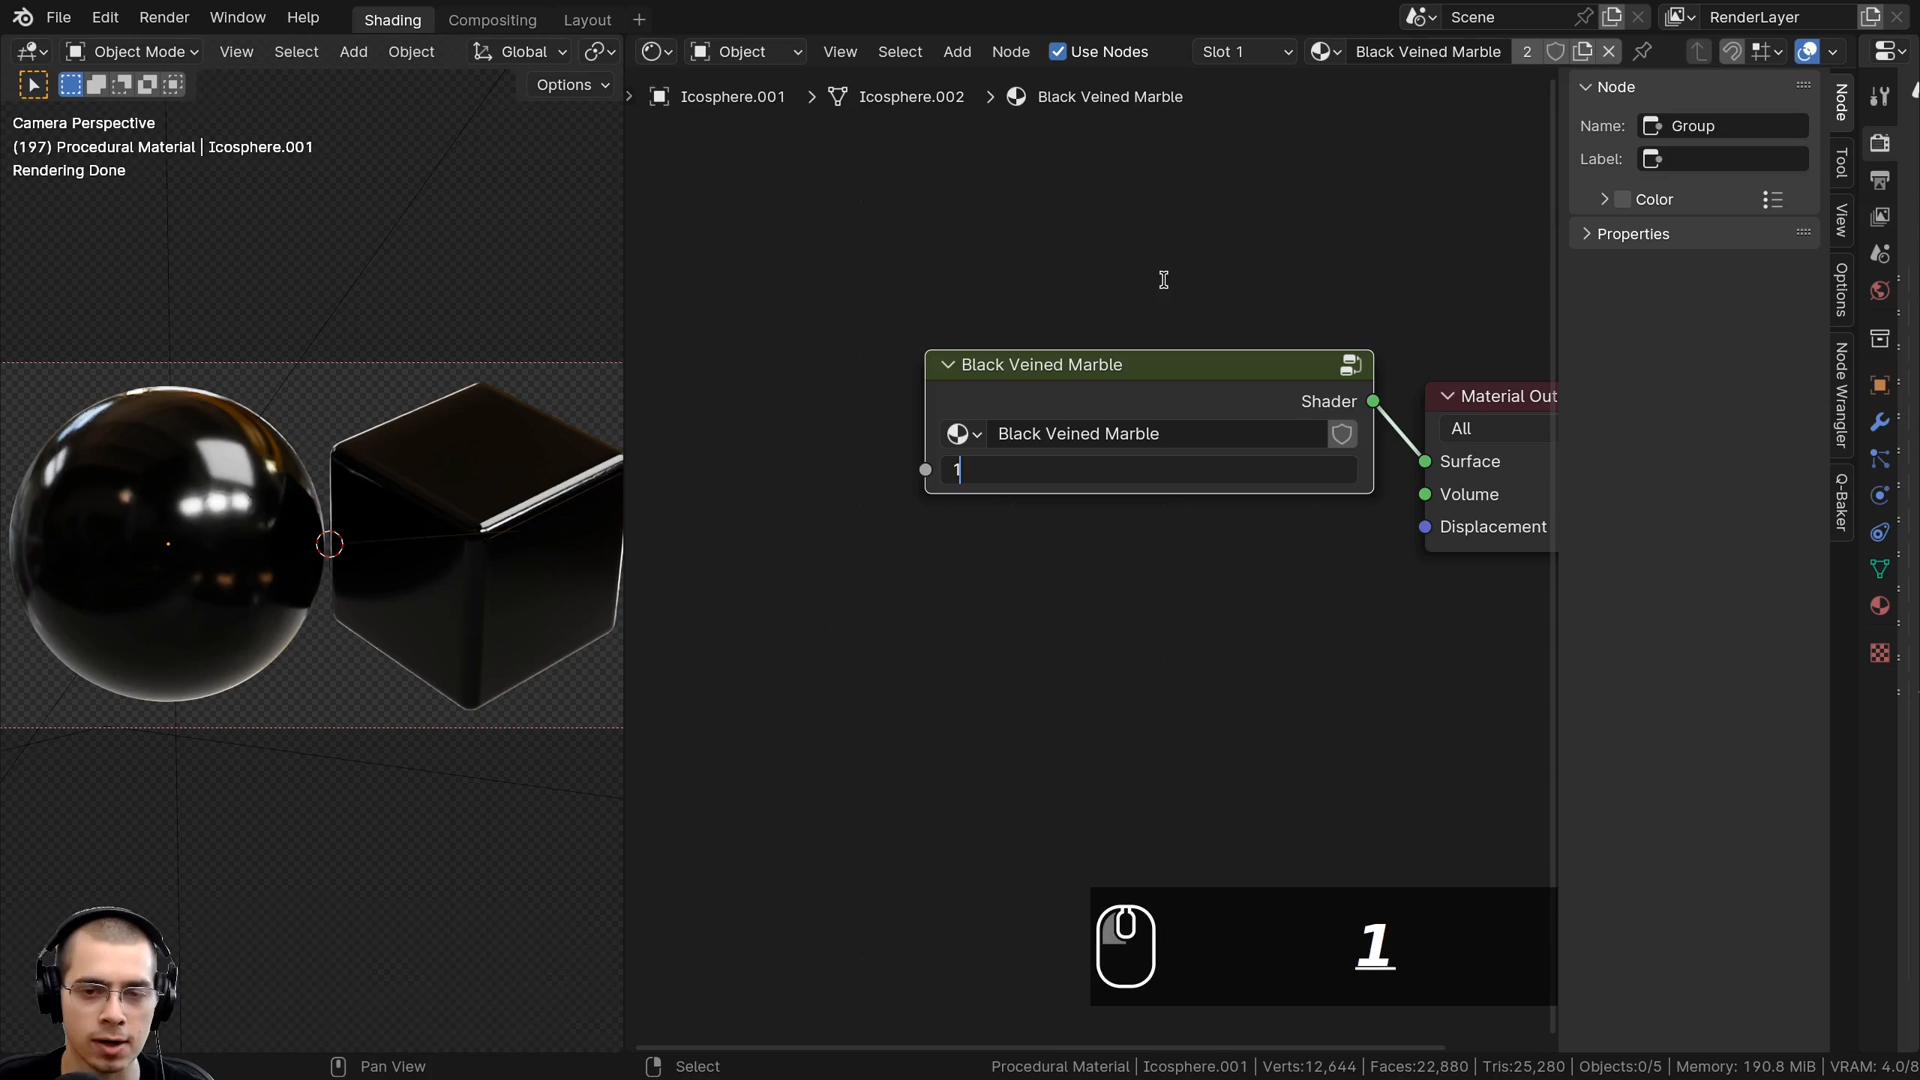 File Edit Render Window Help Shading Compositing Layout + Scene RenderLayer
Object Mode View Select Add Object Global Object View Select Add Node Use Nodes Slot 1 Black Veined Marble 2
Options
Icosphere.001 > Icosphere.002 > Black Veined Marble
Camera Perspective
(197) Procedural Material | Icosphere.001
Rendering Done
Black Veined Marble
Shader
Black Veined Marble
1
Material Out
All
Surface
Volume
Displacement
Node
Name: Group
Label:
Color
Properties
Node
Tool
View
Options
Node Wrangler
Q-Baker
1
Pan View Select Procedural Material | Icosphere.001 | Verts:12,644 | Faces:22,880 | Tris:25,280 | Objects:0/5 | Memory: 190.8 MiB | VRAM: 4.0/8